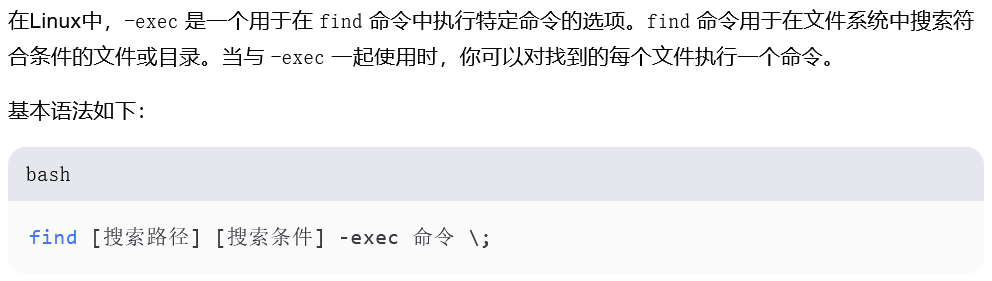 在Linux中，-exec 是一个用于在 find 命令中执行特定命令的选项。find 命令用于在文件系统中搜索符
合条件的文件或目录。当与 -exec 一起使用时，你可以对找到的每个文件执行一个命令。
基本语法如下：
bash
find [搜索路径] [搜索条件] -exec 命令 \;